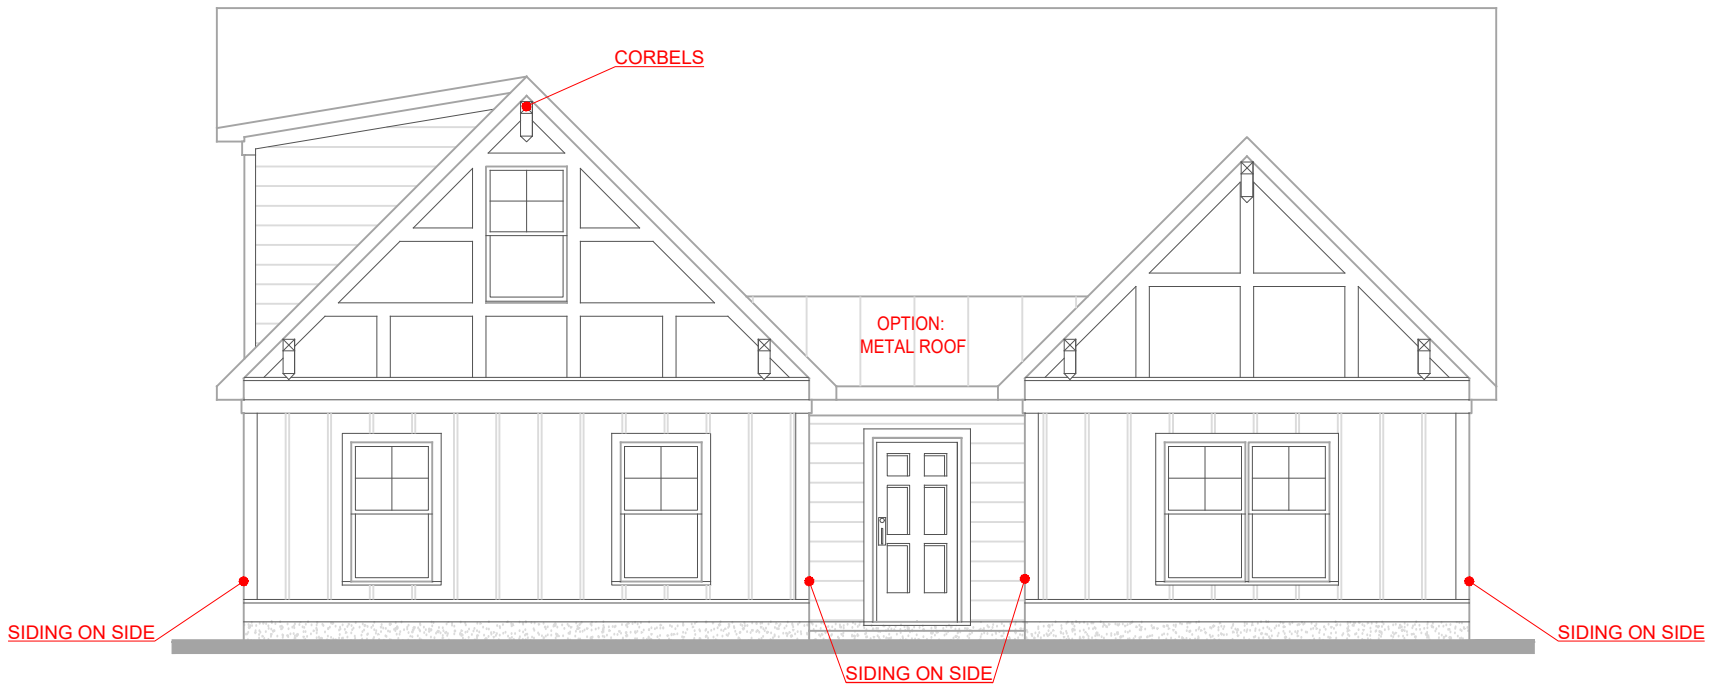 CORBELS
OPTION:
METAL ROOF
SIDING ON SIDE
SIDING ON SIDE
SIDING ON SIDE